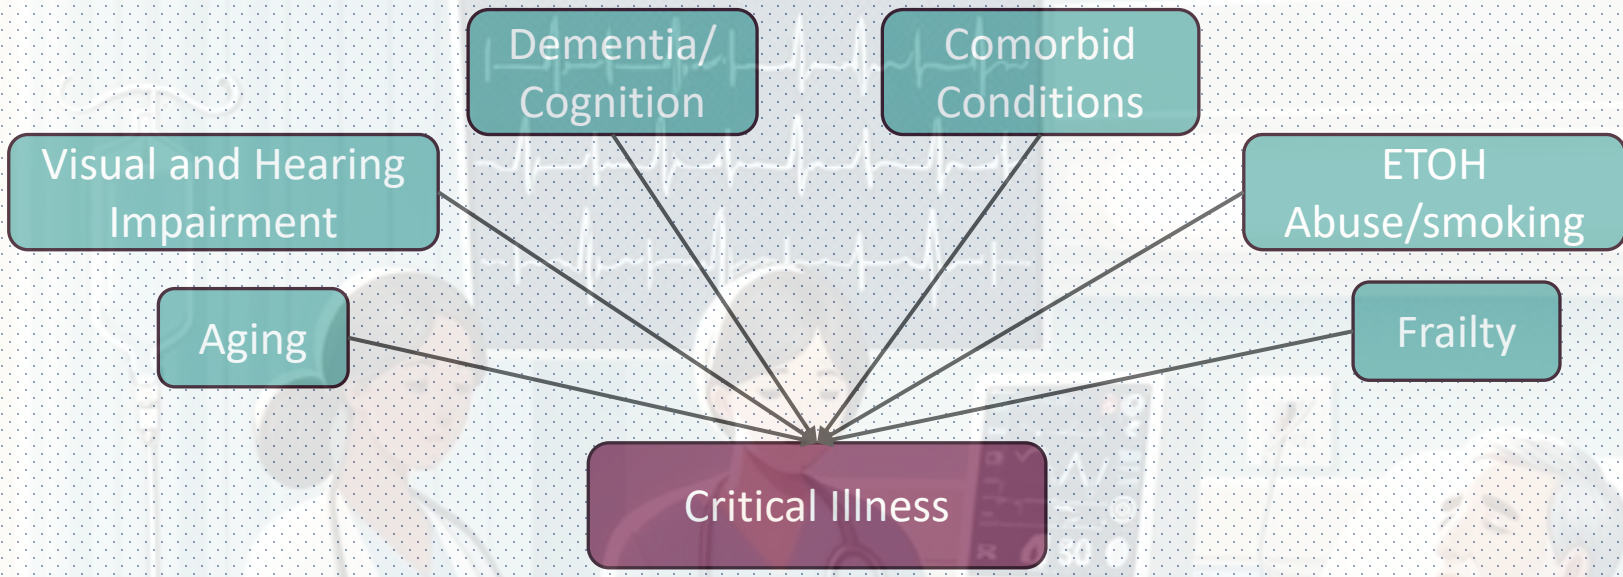 Dementia/
Cognition
Comorbid
Conditions
Visual and Hearing
Impairment
ETOH
Abuse/smoking
Aging
Frailty
Critical Illness